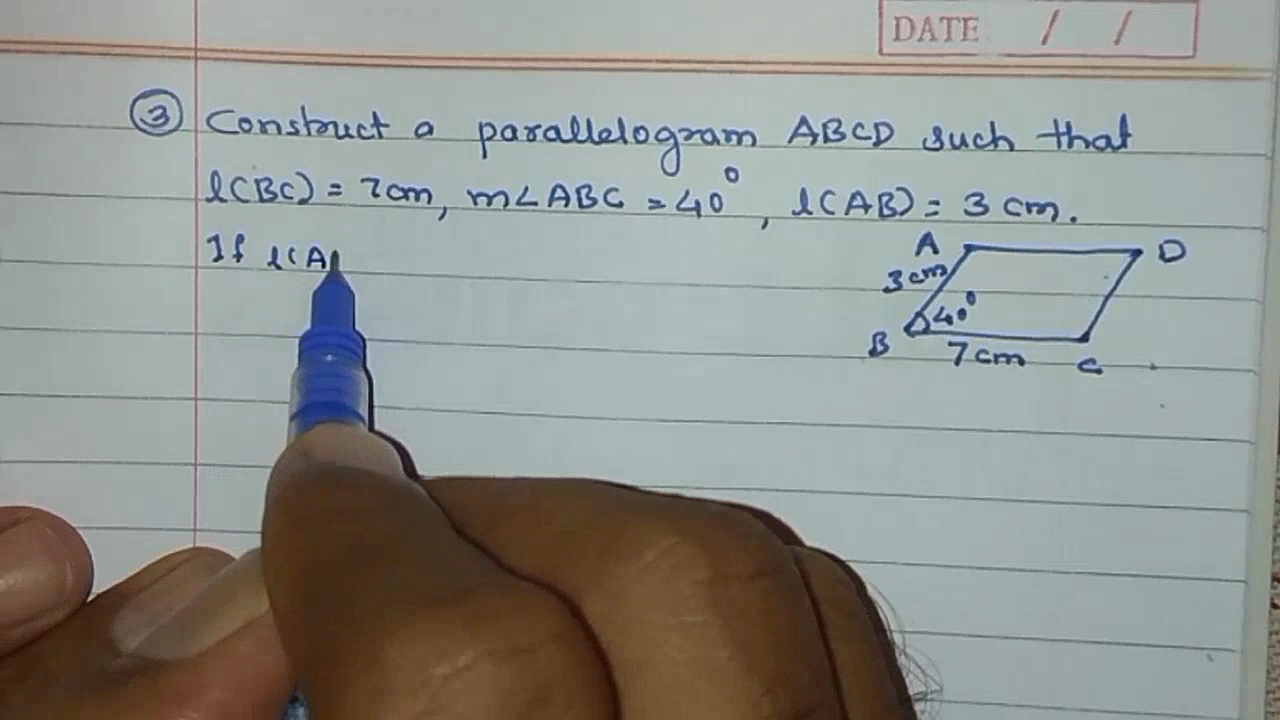 DATE / /
③ Construct a parallelogram ABCD such that
l(BC) = 7cm, m∠ABC = 40°, l(AB) = 3 cm.
If l(A
A D
3cm
40°
B 7cm C